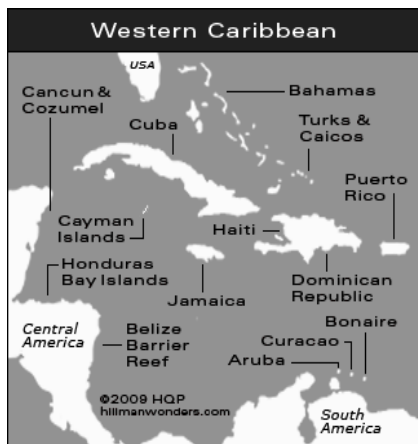 Western Caribbean
USA
Cancun &
Cozumel
Bahamas
Cuba
Turks &
Caicos
Puerto
Rico
Cayman
Islands
Haiti
Honduras
Bay Islands
Jamaica
Dominican
Republic
Central
America
Belize
Barrier
Reef
Bonaire
Curacao
Aruba
©2009 HQP
hillmanwonders.com
South
America